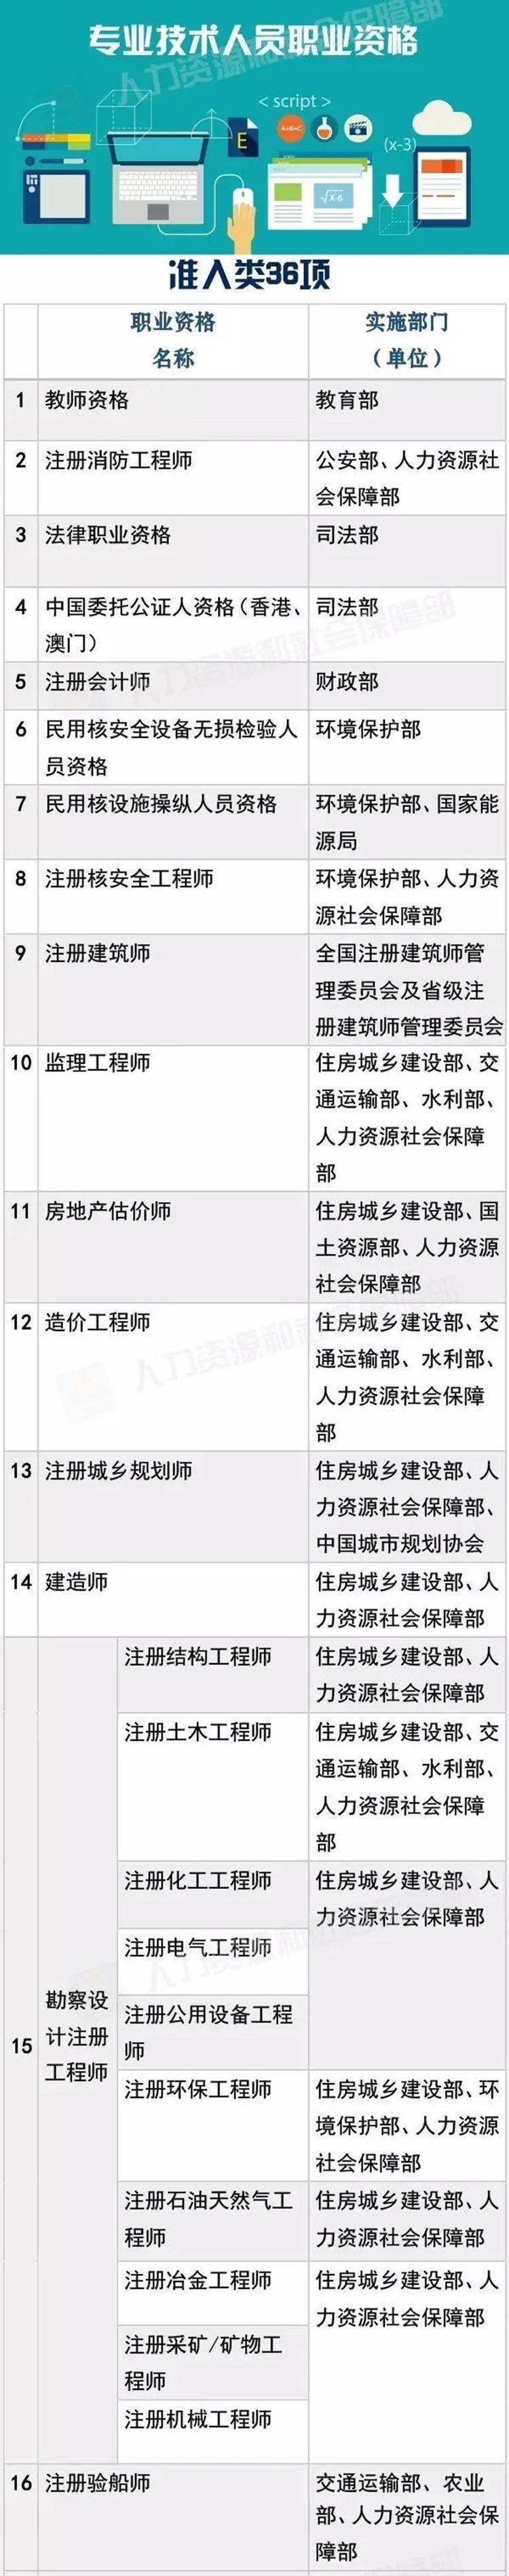 专业技术人员职业资格
< script >
E
A+B=C
(x-3)
√X-6
准入类36项
职业资格
名称
实施部门
（单位）
1
教师资格
教育部
2
注册消防工程师
公安部、人力资源社
会保障部
3
法律职业资格
司法部
4
中国委托公证人资格（香港、
澳门）
司法部
5
注册会计师
财政部
6
民用核安全设备无损检验人
员资格
环境保护部
7
民用核设施操纵人员资格
环境保护部、国家能
源局
8
注册核安全工程师
环境保护部、人力资
源社会保障部
9
注册建筑师
全国注册建筑师管
理委员会及省级注
册建筑师管理委员会
10
监理工程师
住房城乡建设部、交
通运输部、水利部、
人力资源社会保障
部
11
房地产估价师
住房城乡建设部、国
土资源部、人力资源
社会保障部
12
造价工程师
住房城乡建设部、交
通运输部、水利部、
人力资源社会保障
部
13
注册城乡规划师
住房城乡建设部、人
力资源社会保障部、
中国城市规划协会
14
建造师
住房城乡建设部、人
力资源社会保障部
15
勘察设
计注册
工程师
注册结构工程师
住房城乡建设部、人
力资源社会保障部
注册土木工程师
住房城乡建设部、交
通运输部、水利部、
人力资源社会保障
部
注册化工工程师
住房城乡建设部、人
力资源社会保障部
注册电气工程师
注册公用设备工程
师
注册环保工程师
住房城乡建设部、环
境保护部、人力资源
社会保障部
注册石油天然气工
程师
住房城乡建设部、人
力资源社会保障部
注册冶金工程师
住房城乡建设部、人
力资源社会保障部
注册采矿/矿物工
程师
注册机械工程师
16
注册验船师
交通运输部、农业
部、人力资源社会保
障部
人力资源和社会保障部